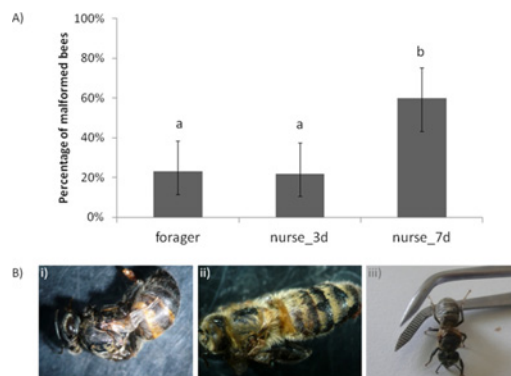 A)
Percentage of malformed bees
100%
80%
60%
40%
20%
0%
a
a
b
forager
nurse_3d
nurse_7d
B)
i)
ii)
iii)